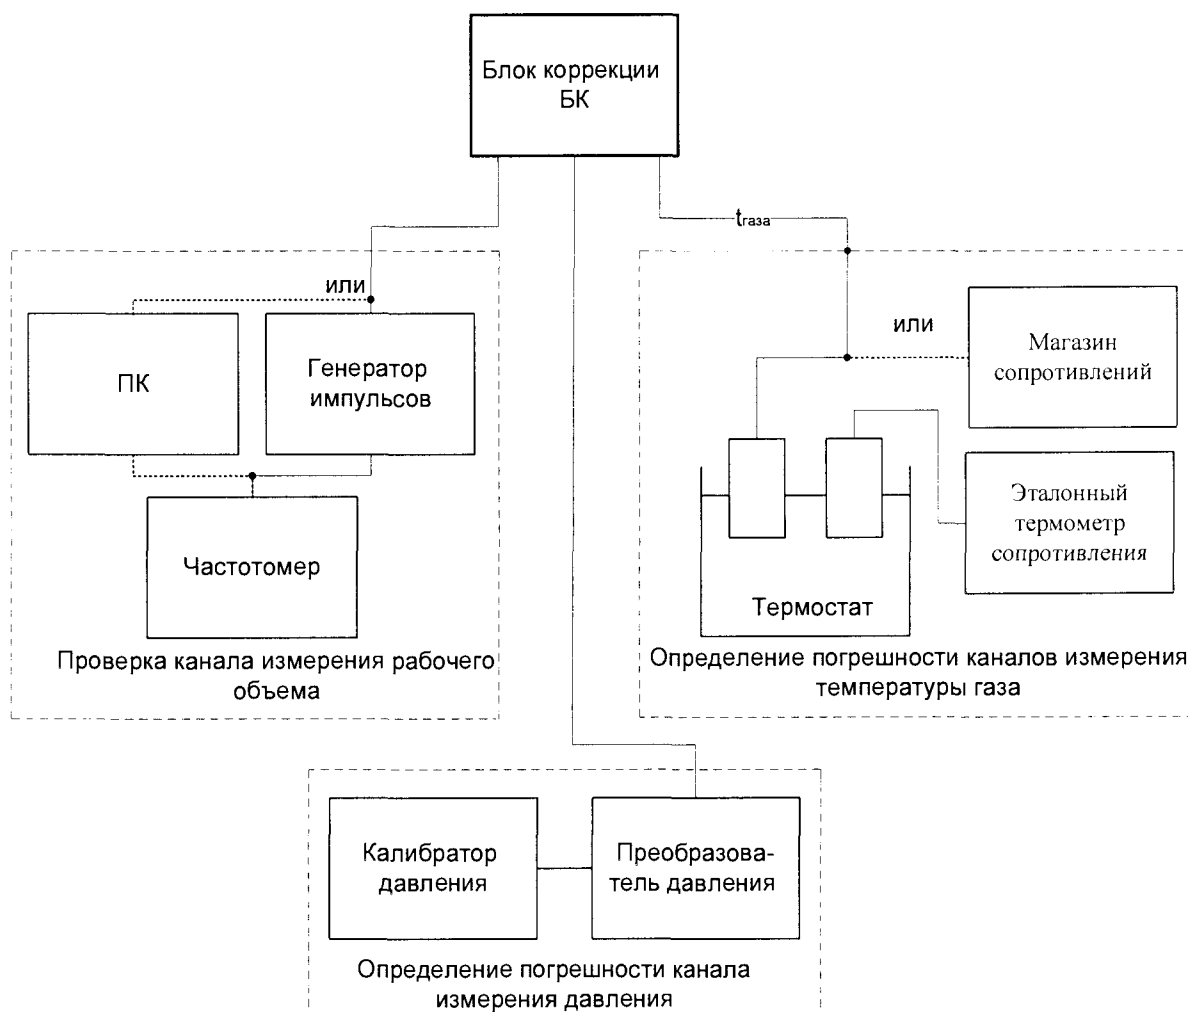 Блок коррекции
БК
tгаза
или
ПК
Генератор
импульсов
Частотомер
Проверка канала измерения рабочего
объема
или
Магазин
сопротивлений
Эталонный
термометр
сопротивления
Термостат
Определение погрешности каналов измерения
температуры газа
Калибратор
давления
Преобразова-
тель давления
Определение погрешности канала
измерения давления